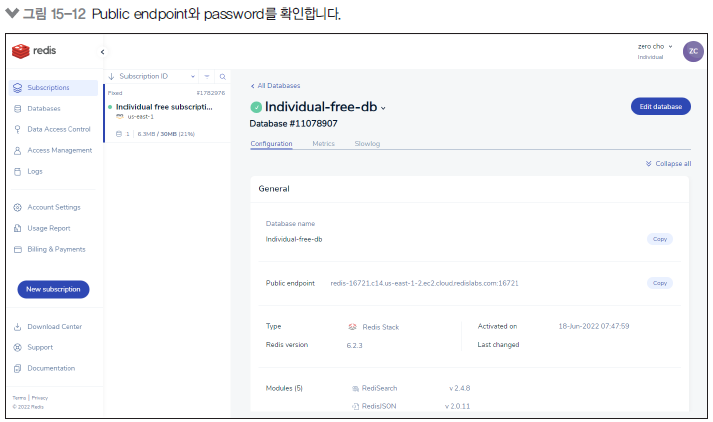 그림 15-12 Public endpoint와 password를 확인합니다.
redis
zero cho
Individual
ZC
Subscriptions
Databases
Data Access Control
Access Management
Logs
Account Settings
Usage Report
Billing & Payments
New subscription
Download Center
Support
Documentation
Terms | Privacy
© 2022 Redis
Subscription ID
Fixed #1782976
Individual free subscripti...
us-east-1
1 | 6.3MB / 30MB (21%)
All Databases
Individual-free-db
Edit database
Database #11078907
Configuration Metrics Slowlog
Collapse all
General
Database name
Individual-free-db Copy
Public endpoint redis-16721.c14.us-east-1-2.ec2.cloud.redislabs.com:16721 Copy
Type Redis Stack Activated on 18-Jun-2022 07:47:59
Redis version 6.2.3 Last changed
Modules (5) RediSearch v 2.4.8
RedisJSON v 2.0.11